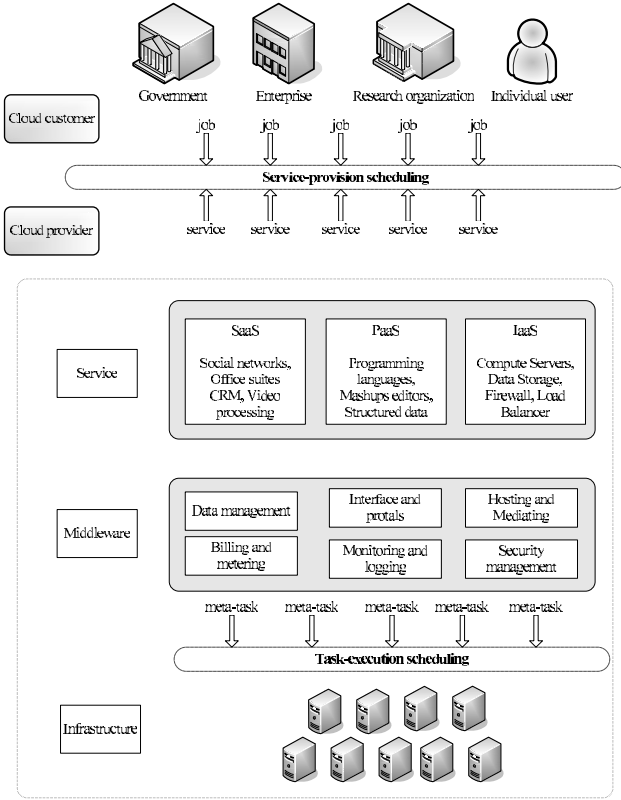 Government
Enterprise
Research organization
Individual user
Cloud customer
job
job
job
job
job
Service-provision scheduling
Cloud provider
service
service
service
service
service
Service
SaaS
Social networks,
Office suites
CRM, Video
processing
PaaS
Programming
languages,
Mashups editors,
Structured data
IaaS
Compute Servers,
Data Storage,
Firewall, Load
Balancer
Middleware
Data management
Interface and
protals
Hosting and
Mediating
Billing and
metering
Monitoring and
logging
Security
management
meta-task
meta-task
meta-task
meta-task
meta-task
Task-execution scheduling
Infrastructure